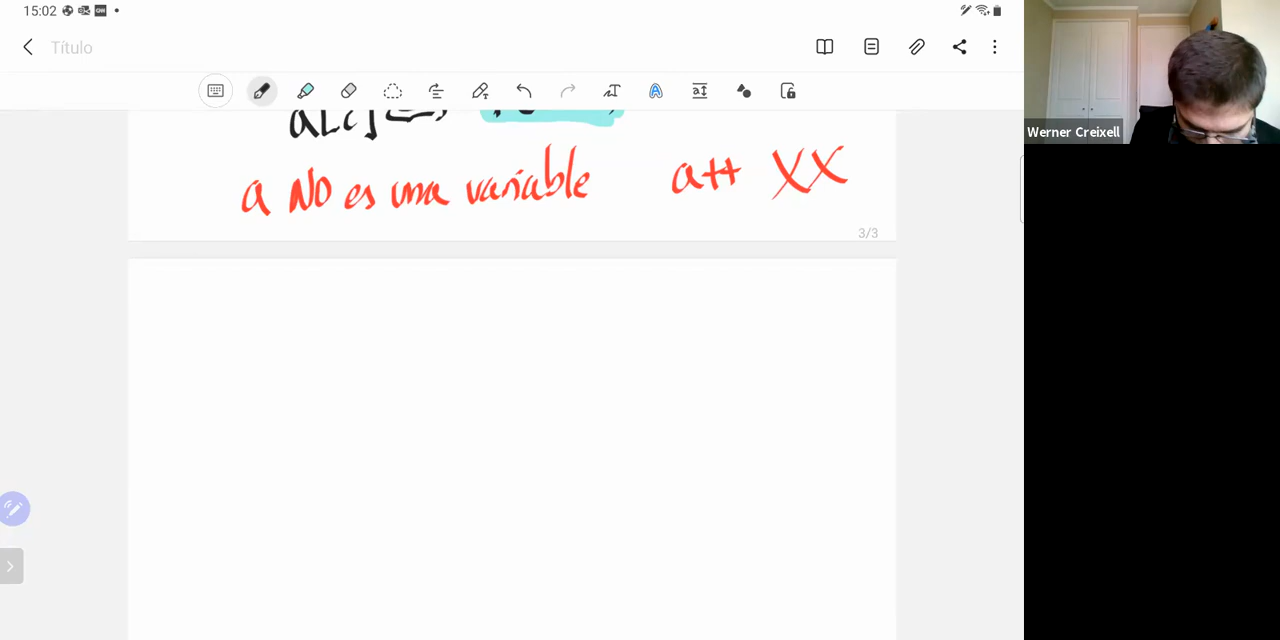 15:02
Título
a NO es una variable a++ XX
3/3
Werner Creixell